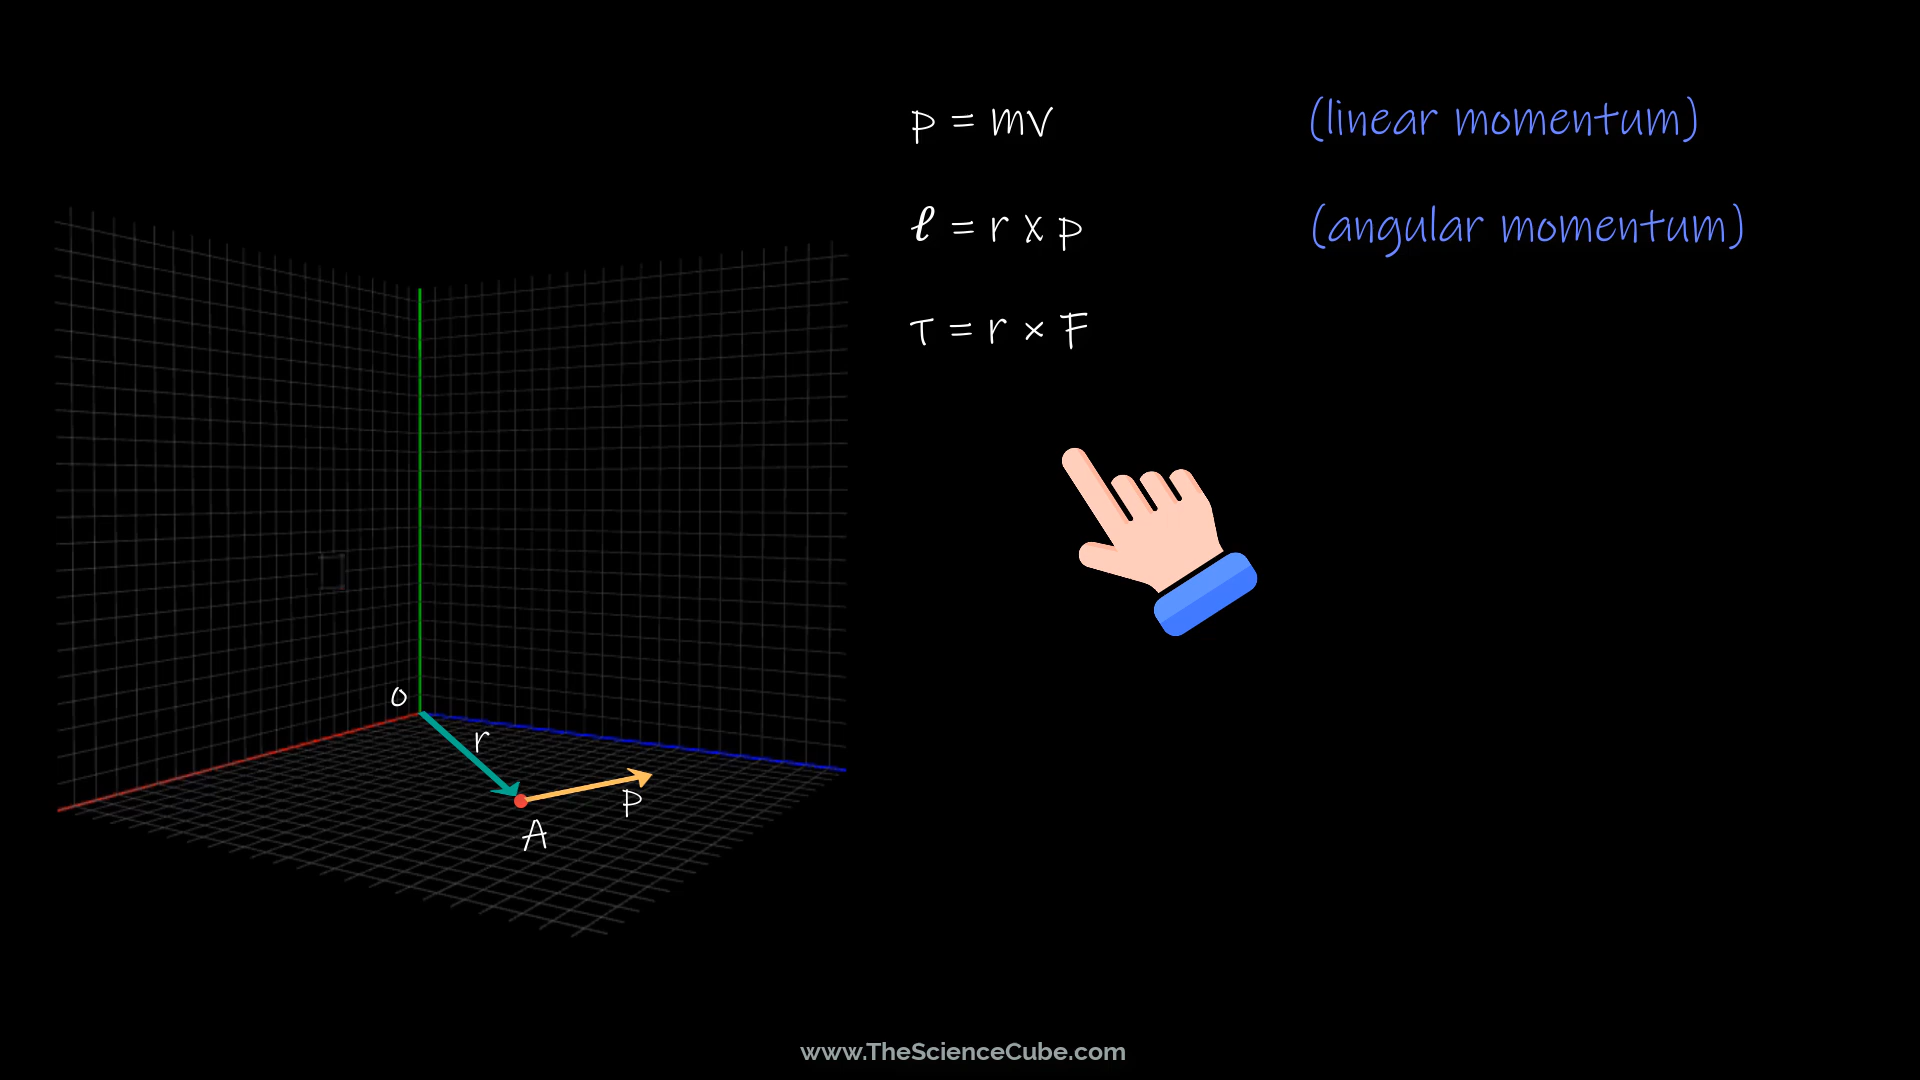 p = mv (linear momentum)
ℓ = r x p (angular momentum)
τ = r × F
o
r
p
A
www.TheScienceCube.com